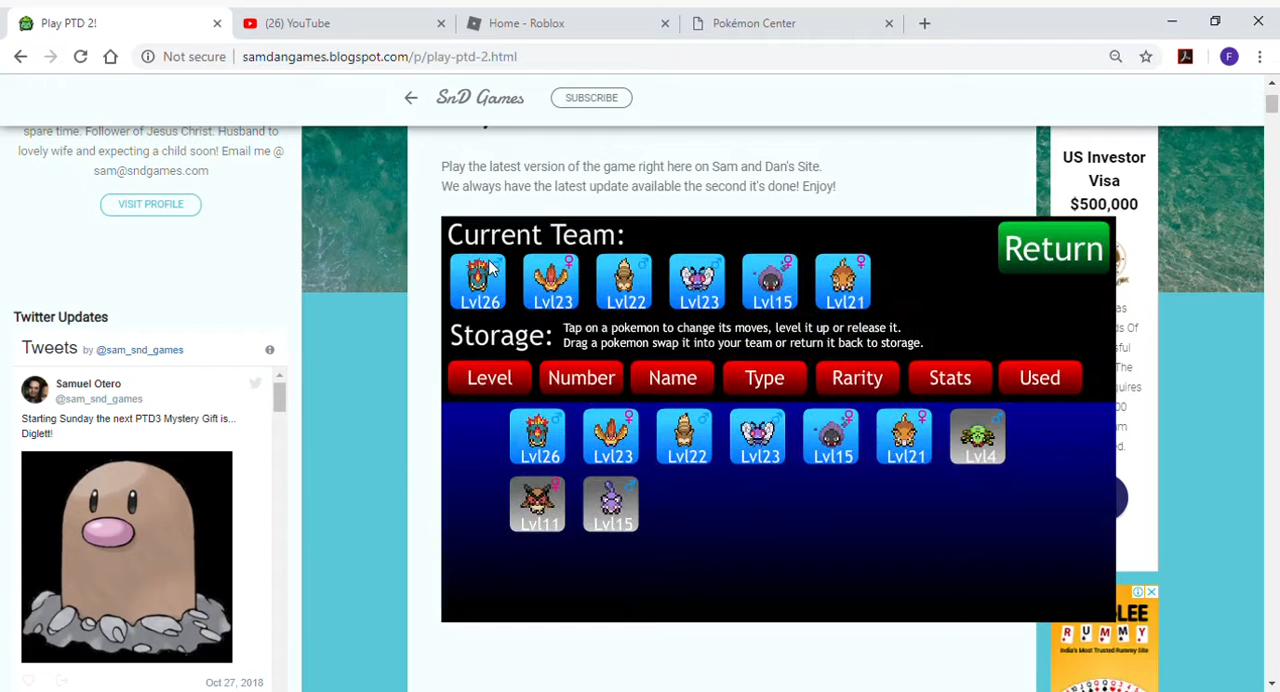 Play PTD 2!
(26) YouTube
Home - Roblox
Pokémon Center
Not secure
samdangames.blogspot.com/p/play-ptd-2.html
F
SnD Games
SUBSCRIBE
spare time. Follower of Jesus Christ. Husband to
lovely wife and expecting a child soon! Email me @
sam@sndgames.com
VISIT PROFILE
Play the latest version of the game right here on Sam and Dan's Site.
We always have the latest update available the second it's done! Enjoy!
US Investor
Visa
$500,000
Current Team:
Return
Lvl26
Lvl23
Lvl22
Lvl23
Lvl15
Lvl21
Storage:
Tap on a pokemon to change its moves, level it up or release it.
Drag a pokemon swap it into your team or return it back to storage.
Level
Number
Name
Type
Rarity
Stats
Used
Lvl26
Lvl23
Lvl22
Lvl23
Lvl15
Lvl21
Lvl4
Lvl11
Lvl15
Twitter Updates
Tweets by @sam_snd_games
Samuel Otero
@sam_snd_games
Starting Sunday the next PTD3 Mystery Gift is...
Diglett!
Oct 27, 2018
RUMMY
India's Most Trusted Rummy Site